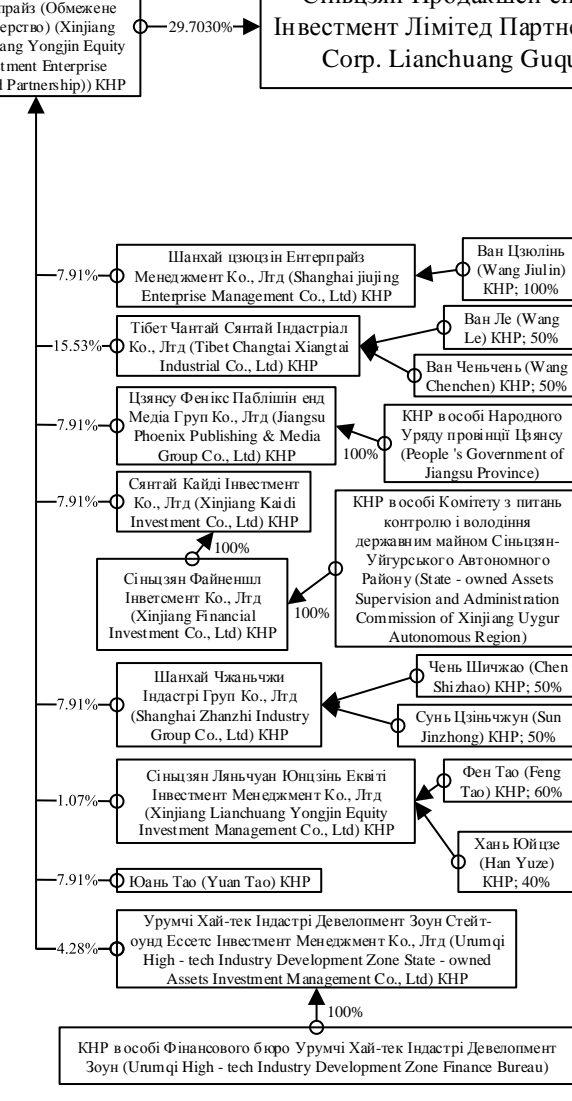 прайз (Обмежене
ерство) (Xinjiang
ang Yongjin Equity
tment Enterprise
d Partnership)) КНР
29.7030%
Інвестмент Лімітед Партне
Corp. Lianchuang Guqu
7.91%
Шанхай цзюцзін Ентерпрайз
Менеджмент Ко., Лтд (Shanghai jiujing
Enterprise Management Co., Ltd) КНР
Ван Цзюлінь
(Wang Jiulin)
КНР; 100%
15.53%
Тібет Чантай Сянтай Індастріал
Ко., Лтд (Tibet Changtai Xiangtai
Industrial Co., Ltd) КНР
Ван Ле (Wang
Le) КНР; 50%
Ван Ченьчень (Wang
Chenchen) КНР; 50%
7.91%
Цзянсу Фенікс Паблішін енд
Медіа Груп Ко., Лтд (Jiangsu
Phoenix Publishing & Media
Group Co., Ltd) КНР
100%
КНР в особі Народного
Уряду провінції Цзянсу
(People 's Government of
Jiangsu Province)
7.91%
Сянтай Кайді Інвестмент
Ко., Лтд (Xinjiang Kaidi
Investment Co., Ltd) КНР
100%
Сіньцзян Файненшл
Інветсмент Ко., Лтд
(Xinjiang Financial
Investment Co., Ltd) КНР
100%
КНР в особі Комітету з питань
контролю і володіння
державним майном Сіньцзян-
Уйгурського Автономного
Району (State - owned Assets
Supervision and Administration
Commission of Xinjiang Uygur
Autonomous Region)
7.91%
Шанхай Чжаньчжи
Індастрі Груп Ко., Лтд
(Shanghai Zhanzhi Industry
Group Co., Ltd) КНР
Чень Шичжао (Chen
Shizhao) КНР; 50%
Сунь Цзіньчжун (Sun
Jinzhong) КНР; 50%
1.07%
Сіньцзян Ляньчуан Юнцзінь Еквіті
Інвестмент Менеджмент Ко., Лтд
(Xinjiang Lianchuang Yongjin Equity
Investment Management Co., Ltd) КНР
Фен Тао (Feng
Tao) КНР; 60%
Хань Юйцзе
(Han Yuze)
КНР; 40%
7.91%
Юань Тао (Yuan Tao) КНР
4.28%
Урумчі Хай-тек Індастрі Девелопмент Зоун Стейт-
оунд Ессетс Інвестмент Менеджмент Ко., Лтд (Urumqi
High - tech Industry Development Zone State - owned
Assets Investment Management Co., Ltd) КНР
100%
КНР в особі Фінансового бюро Урумчі Хай-тек Індастрі Девелопмент
Зоун (Urumqi High - tech Industry Development Zone Finance Bureau)